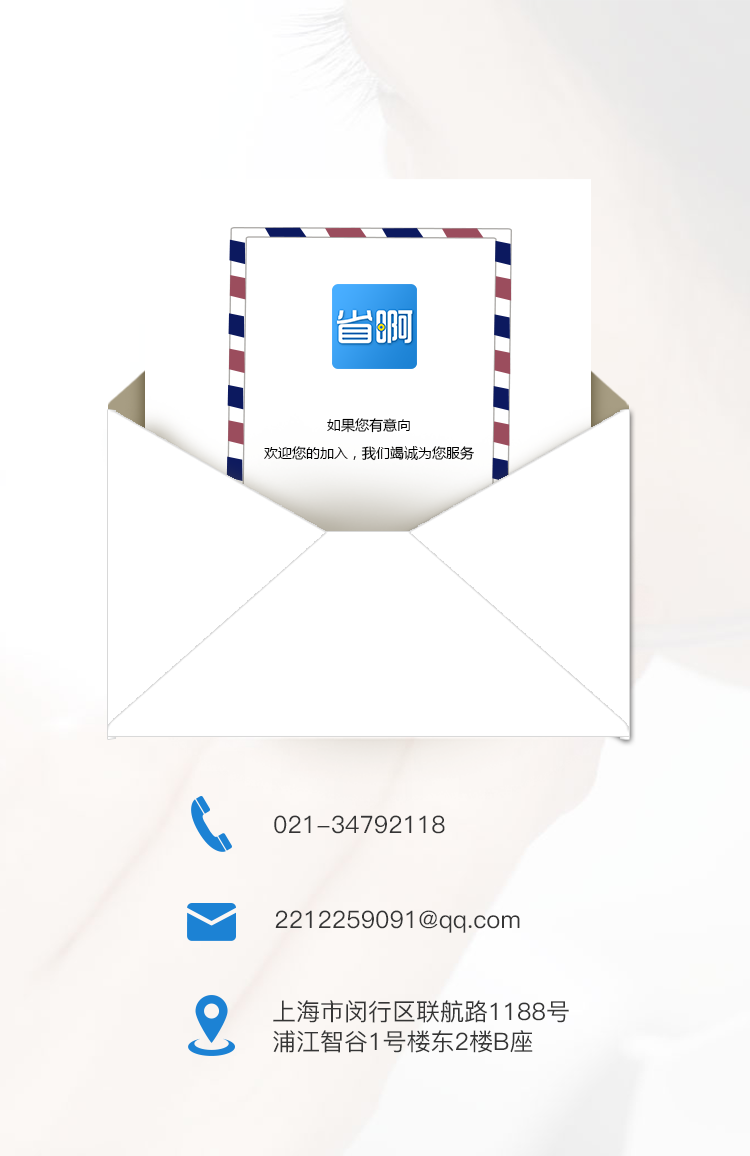 省啊
如果您有意向
欢迎您的加入，我们竭诚为您服务
021-34792118
2212259091@qq.com
上海市闵行区联航路1188号
浦江智谷1号楼东2楼B座